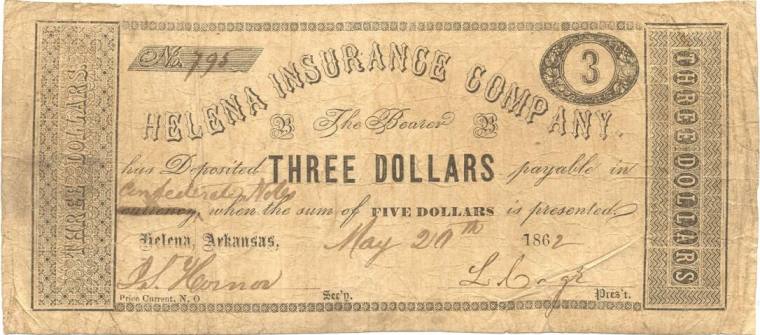 THREE DOLLARS.
No. 795
3
HELENA INSURANCE COMPANY.
The Bearer
has Deposited THREE DOLLARS payable in
Confederate Notes
currency, when the sum of FIVE DOLLARS is presented.
Helena, Arkansas, May 20th 1862
Hornor
Price Current, N. O
Sec'y.
Pres't.
THREE DOLLARS